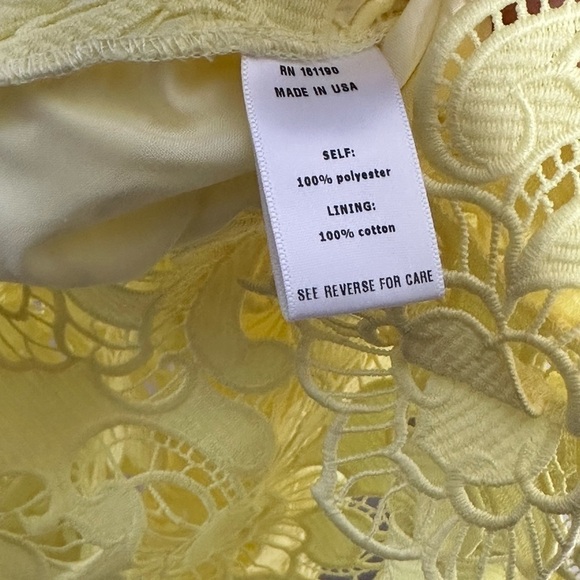 RN 161190
MADE IN USA
SELF:
100% polyester
LINING:
100% cotton
SEE REVERSE FOR CARE